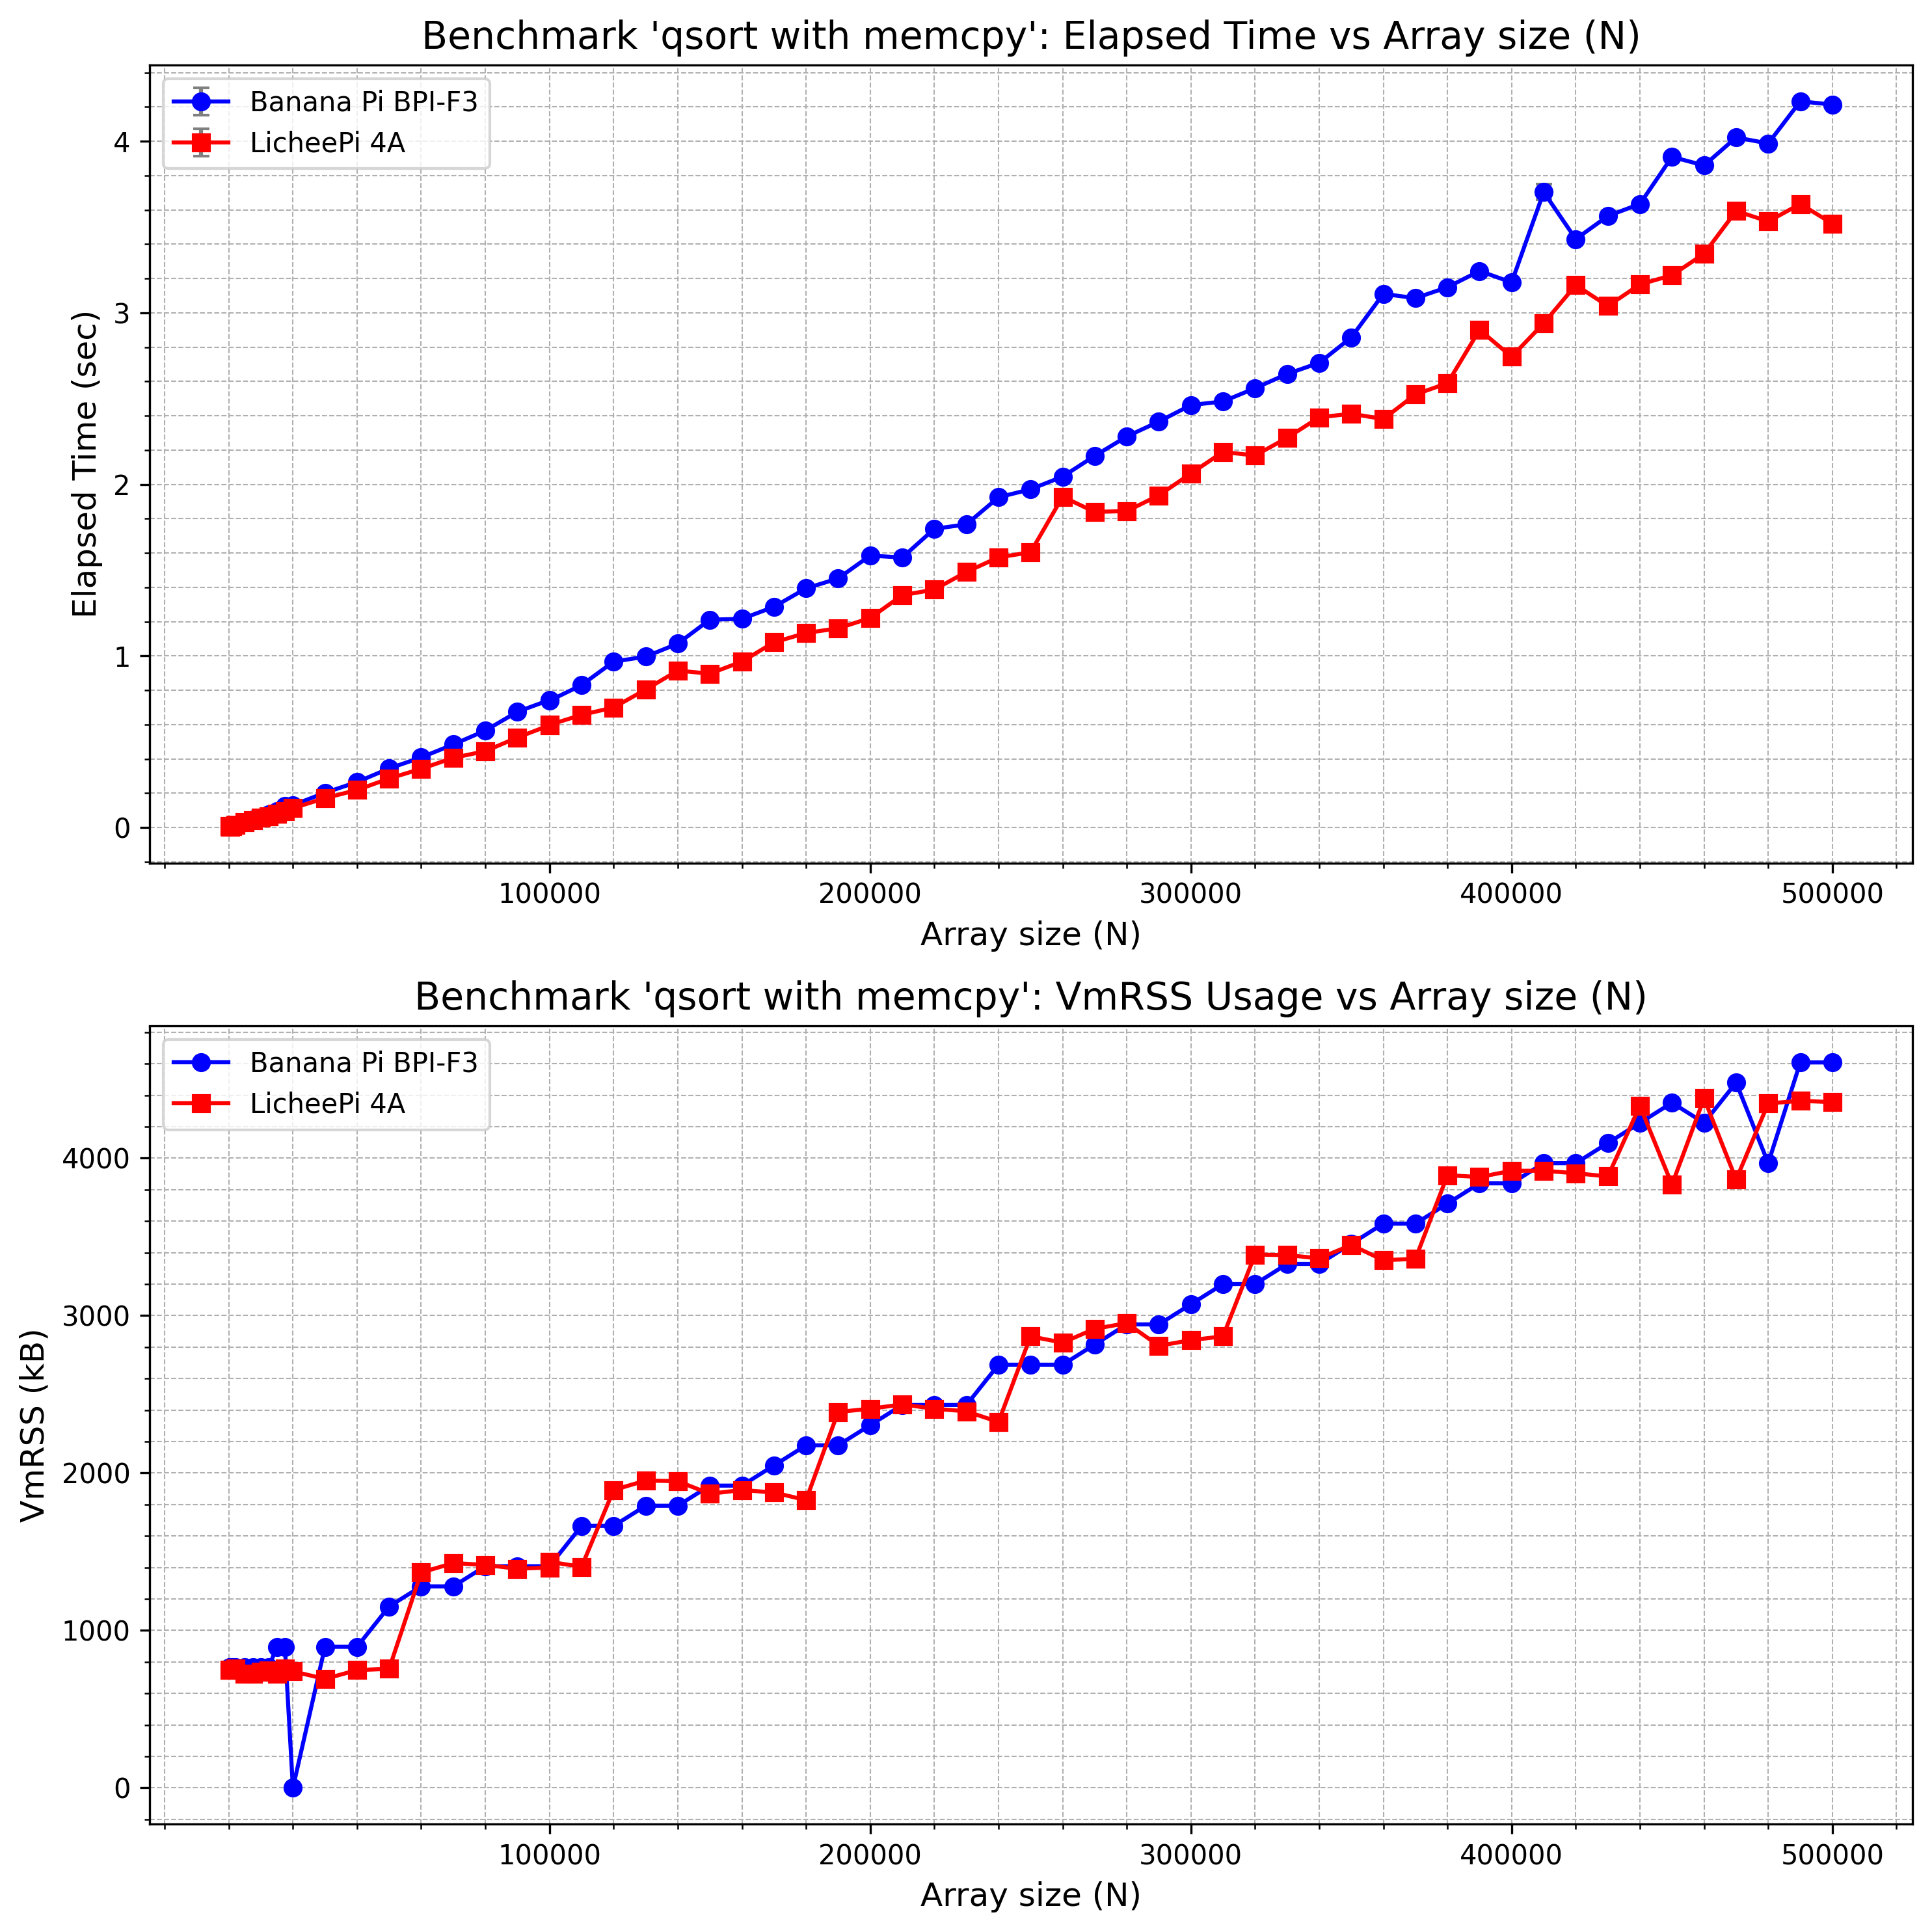 Benchmark 'qsort with memcpy': Elapsed Time vs Array size (N)
Banana Pi BPI-F3
LicheePi 4A
Elapsed Time (sec)
4
3
2
1
0
100000 200000 300000 400000 500000
Array size (N)
Benchmark 'qsort with memcpy': VmRSS Usage vs Array size (N)
Banana Pi BPI-F3
LicheePi 4A
VmRSS (kB)
4000
3000
2000
1000
0
100000 200000 300000 400000 500000
Array size (N)